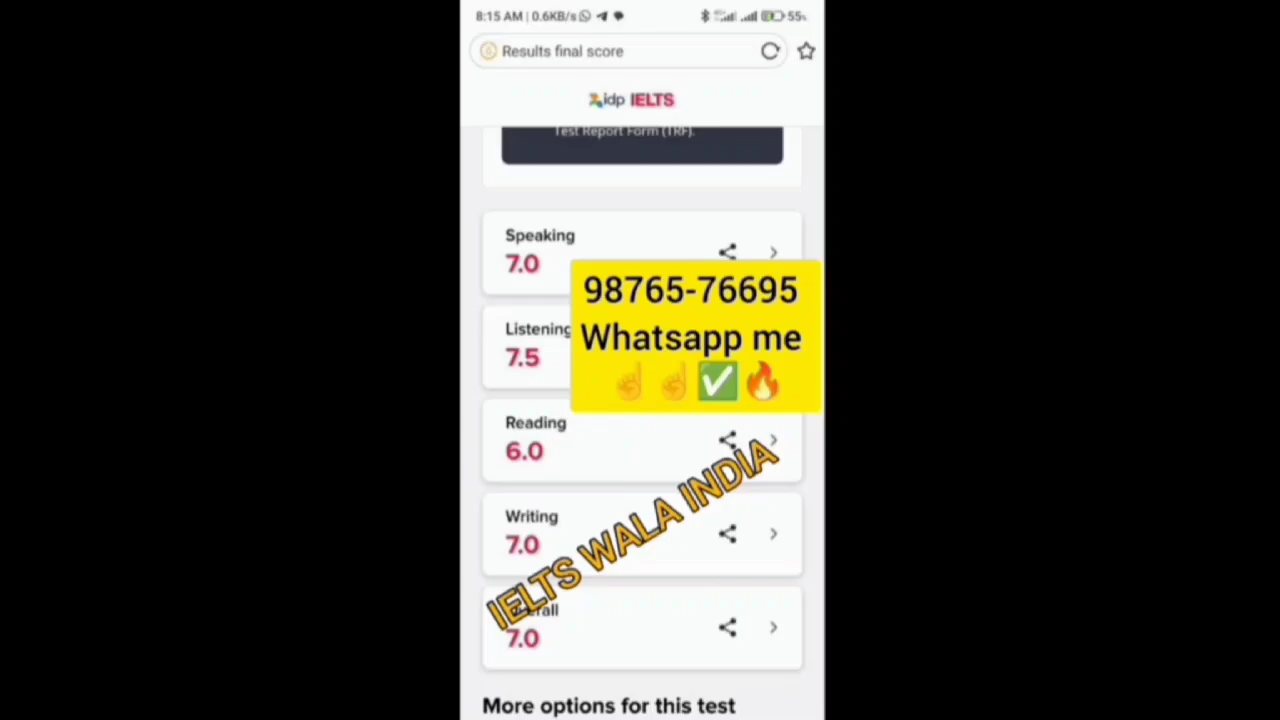 8:15 AM | 0.6KB/s 55%
Results final score
idp IELTS
Test Report Form (TRF).
Speaking
7.0
98765-76695
Whatsapp me
☝️☝️✅🔥
Listening
7.5
Reading
6.0
IELTS WALA INDIA
Writing
7.0
7.0
More options for this test